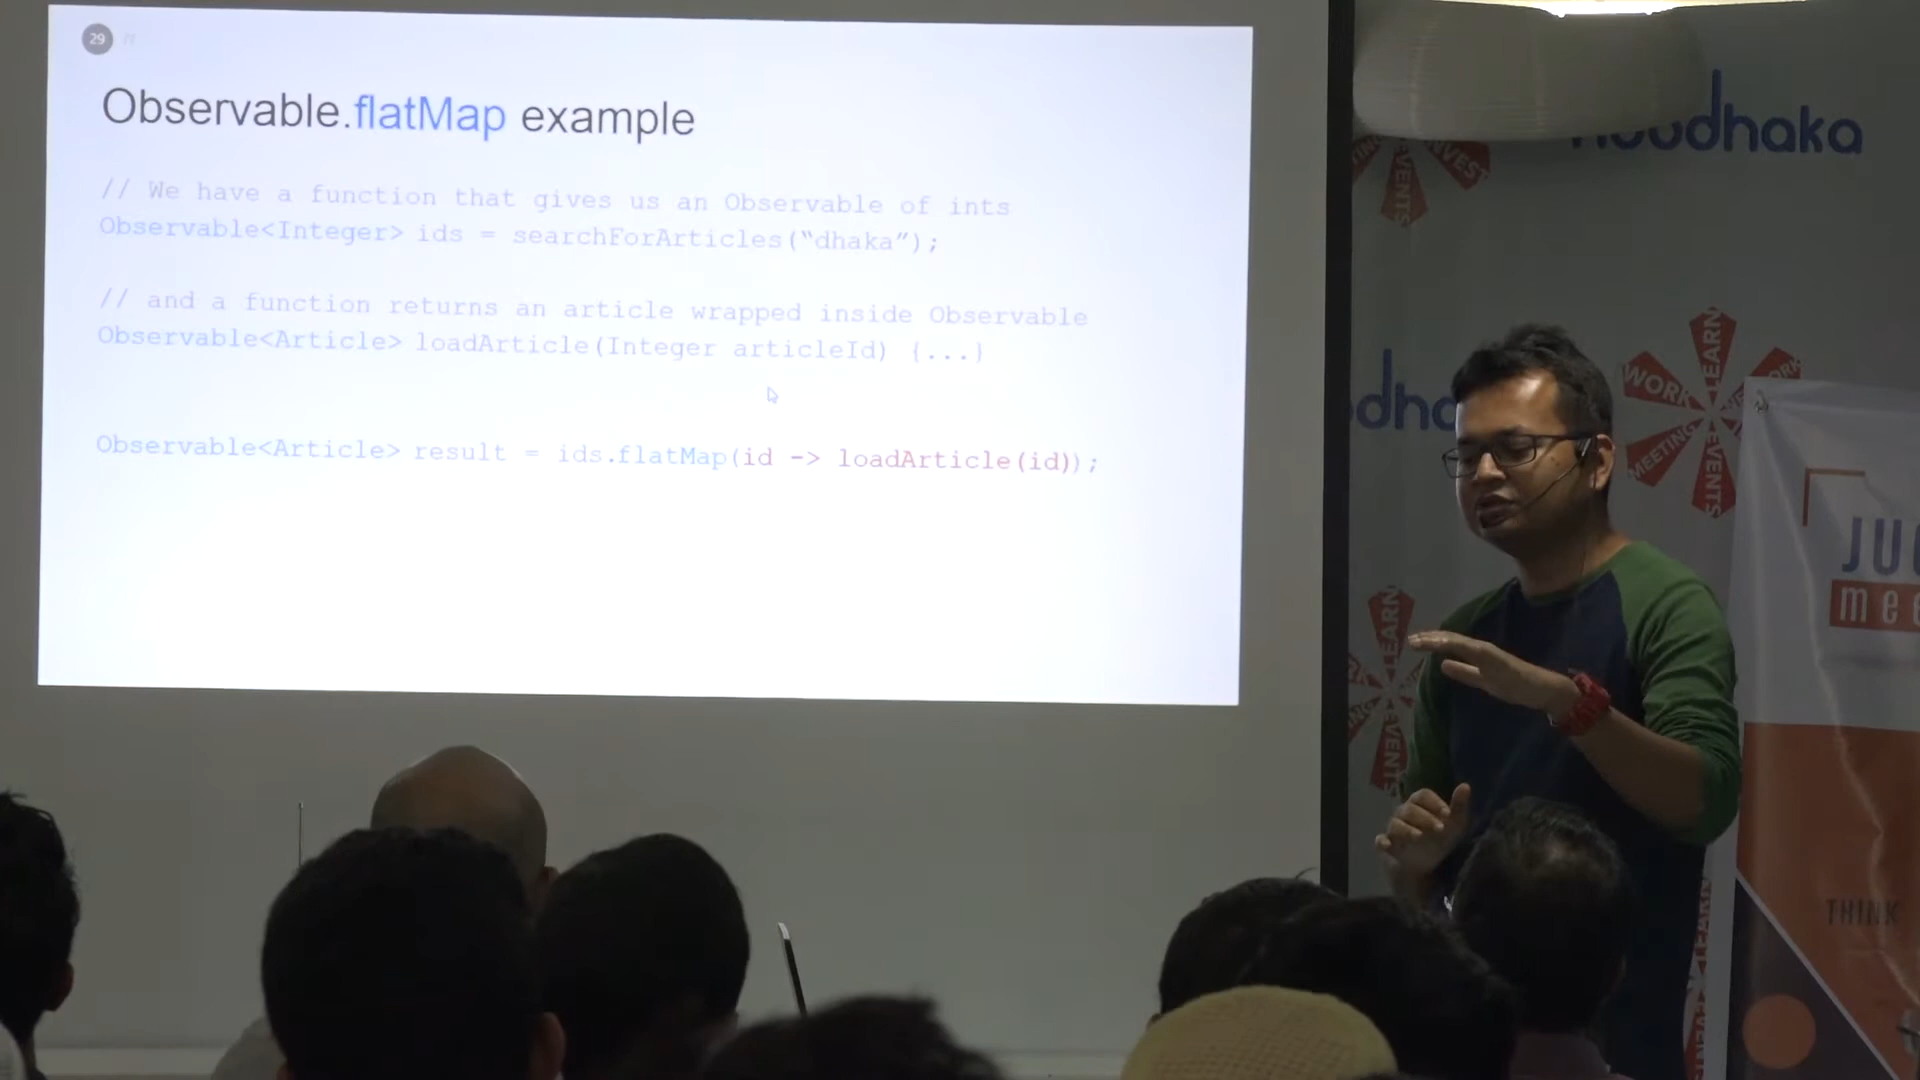 29
Observable.flatMap example
// We have a function that gives us an Observable of ints
Observable<Integer> ids = searchForArticles(“dhaka”);
// and a function returns an article wrapped inside Observable
Observable<Article> loadArticle(Integer articleId) {...}
Observable<Article> result = ids.flatMap(id -> loadArticle(id));
dhaka
INVEST
EVENTS
WORK
LEARN
MEETING
EVENTS
LEARN
EVENTS
THINK
LEARN